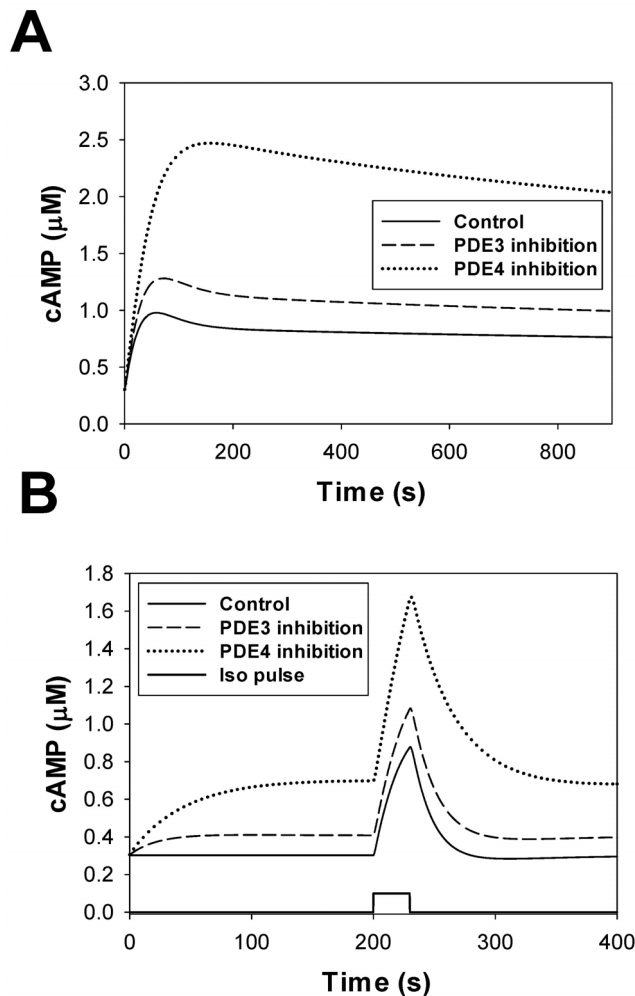 A
3.0
2.5
2.0
1.5
1.0
0.5
0.0
cAMP (μM)
Control
PDE3 inhibition
PDE4 inhibition
0 200 400 600 800
Time (s)
B
1.8
1.6
1.4
1.2
1.0
0.8
0.6
0.4
0.2
0.0
cAMP (μM)
Control
PDE3 inhibition
PDE4 inhibition
Iso pulse
0 100 200 300 400
Time (s)